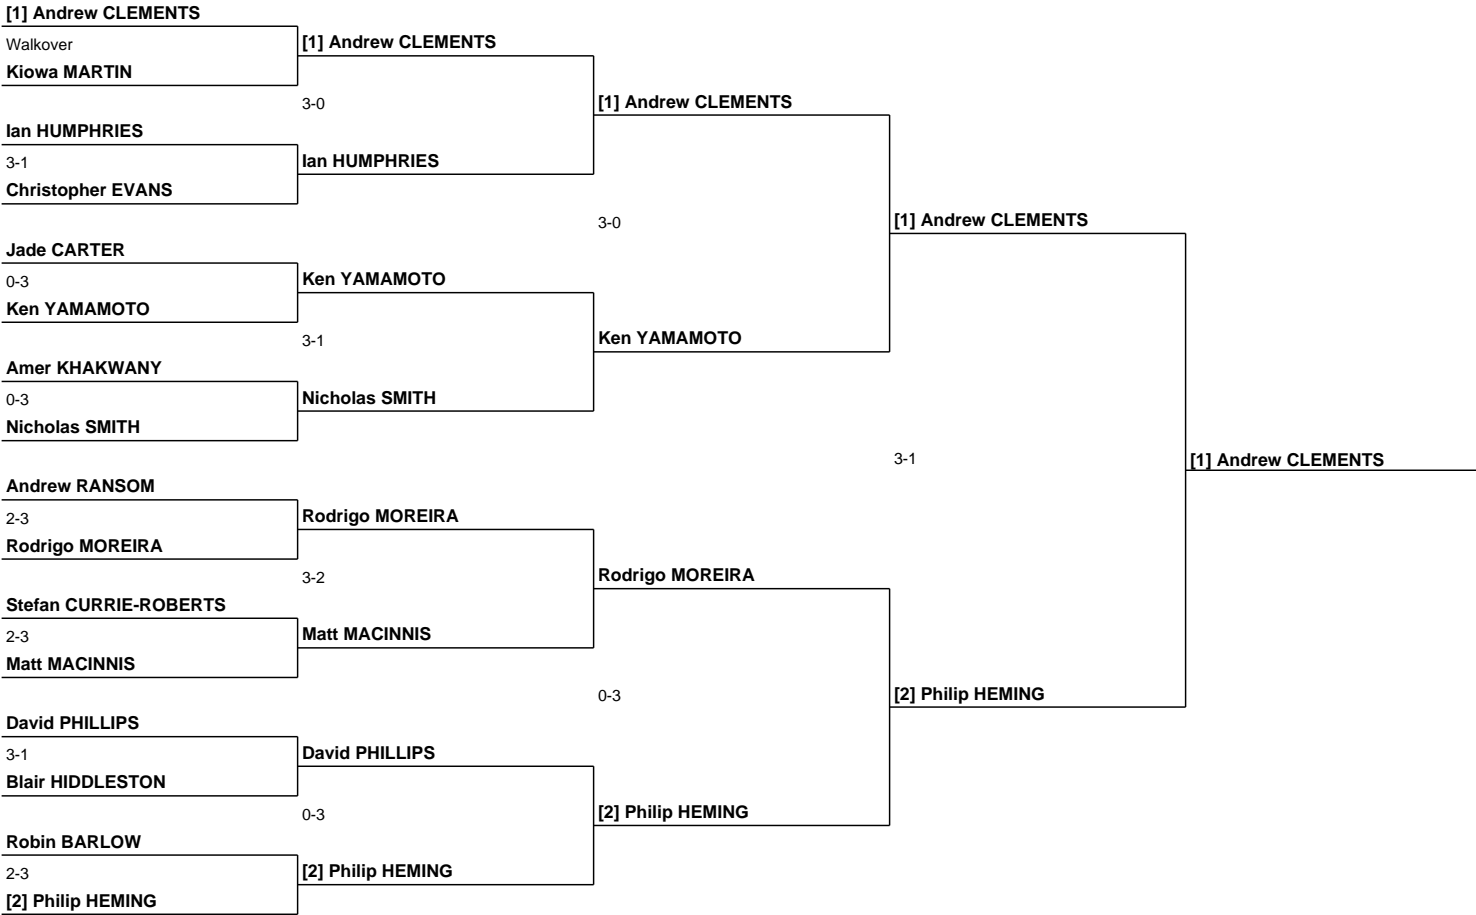 [1] Andrew CLEMENTS
Walkover
Kiowa MARTIN
Ian HUMPHRIES
3-1
Christopher EVANS
Jade CARTER
0-3
Ken YAMAMOTO
Amer KHAKWANY
0-3
Nicholas SMITH
Andrew RANSOM
2-3
Rodrigo MOREIRA
Stefan CURRIE-ROBERTS
2-3
Matt MACINNIS
David PHILLIPS
3-1
Blair HIDDLESTON
Robin BARLOW
2-3
[2] Philip HEMING
[1] Andrew CLEMENTS
3-0
Ian HUMPHRIES
Ken YAMAMOTO
3-1
Nicholas SMITH
Rodrigo MOREIRA
3-2
Matt MACINNIS
David PHILLIPS
0-3
[2] Philip HEMING
[1] Andrew CLEMENTS
3-0
Ken YAMAMOTO
Rodrigo MOREIRA
0-3
[2] Philip HEMING
[1] Andrew CLEMENTS
3-1
[2] Philip HEMING
[1] Andrew CLEMENTS